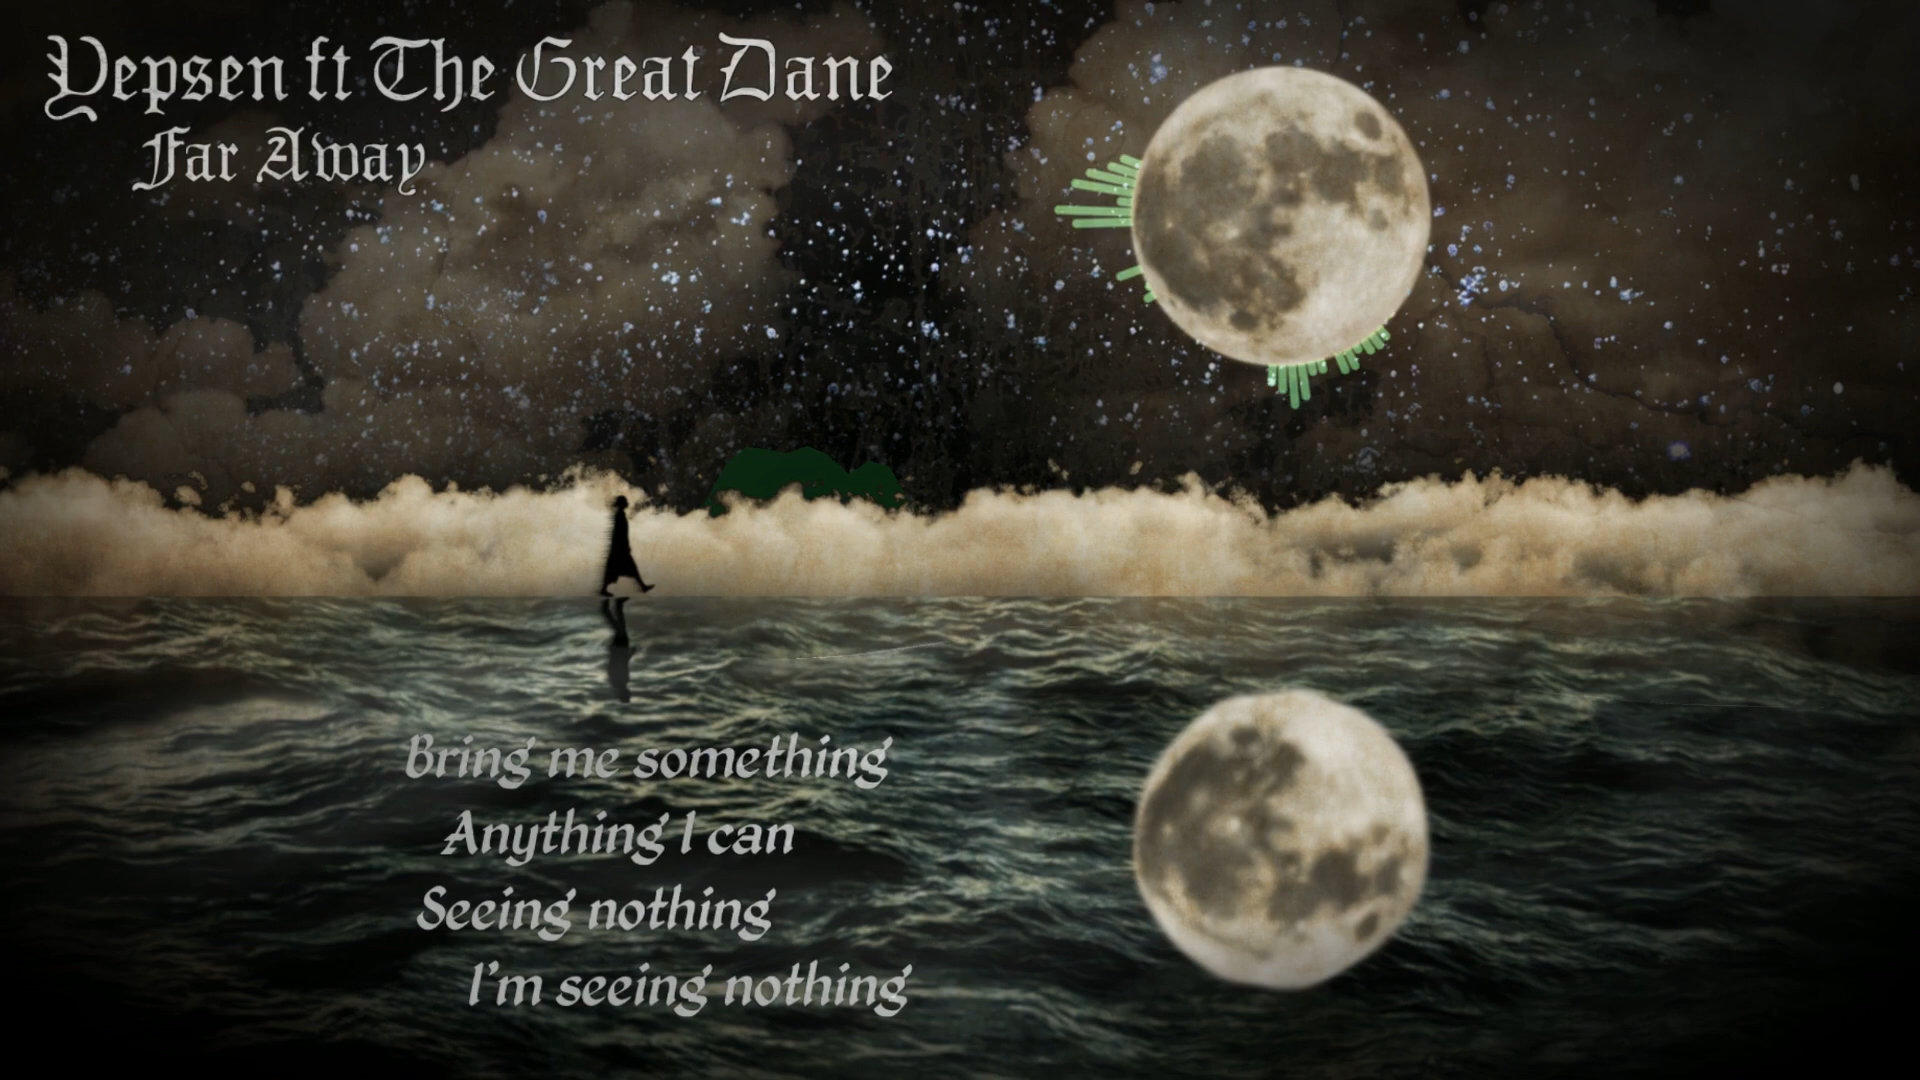 Yepsen ft The Great Dane
Far Away
Bring me something
Anything I can
Seeing nothing
I'm seeing nothing